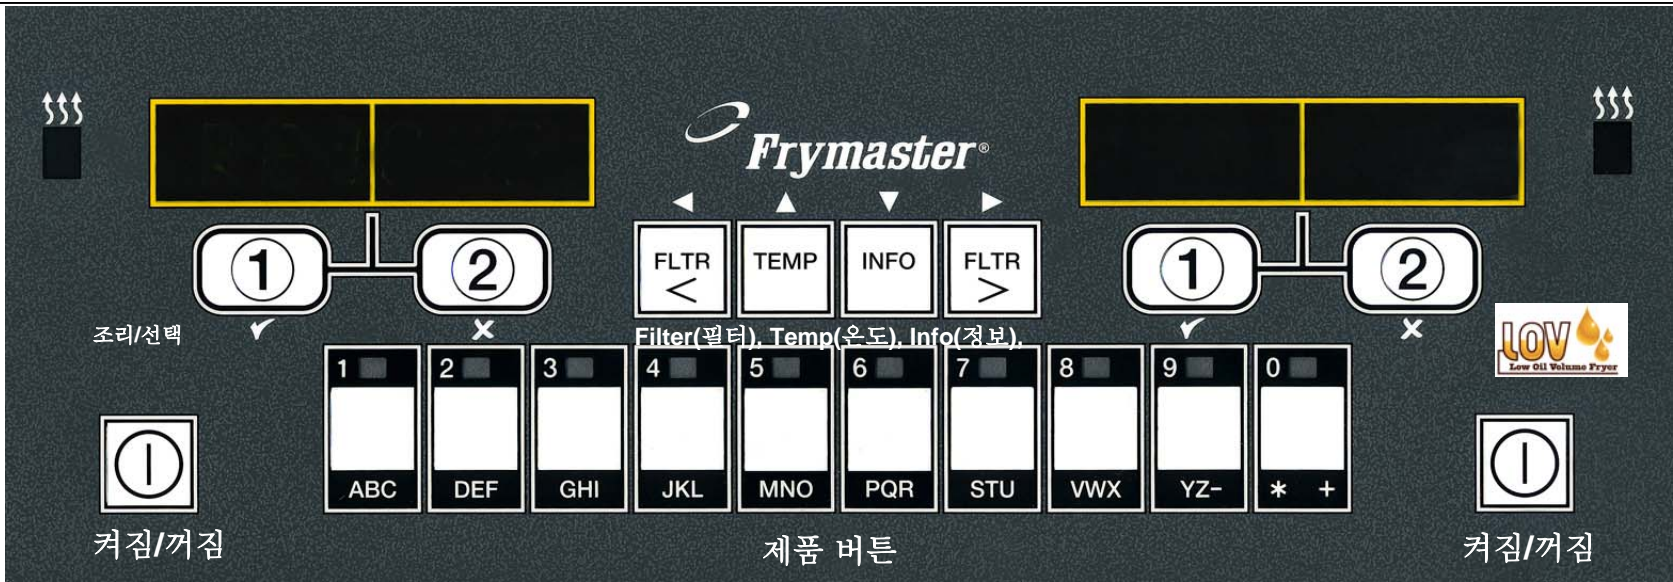 Frymaster®
1 2
FLTR < TEMP INFO FLTR >
1 2
조리/선택 ✔ ✖
Filter(필터), Temp(온도), Info(정보),
✔ ✖
LOV
Low Oil Volume Fryer
1 2 3 4 5 6 7 8 9 0
ABC DEF GHI JKL MNO PQR STU VWX YZ- * +
켜짐/꺼짐 제품 버튼 켜짐/꺼짐